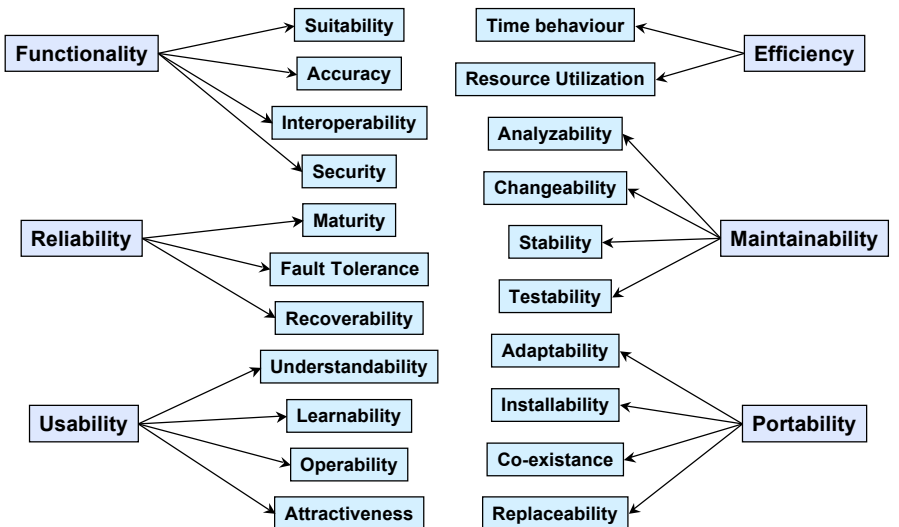 Functionality
Suitability
Accuracy
Interoperability
Security
Reliability
Maturity
Fault Tolerance
Recoverability
Usability
Understandability
Learnability
Operability
Attractiveness
Time behaviour
Resource Utilization
Efficiency
Analyzability
Changeability
Stability
Testability
Maintainability
Adaptability
Installability
Co-existance
Replaceability
Portability